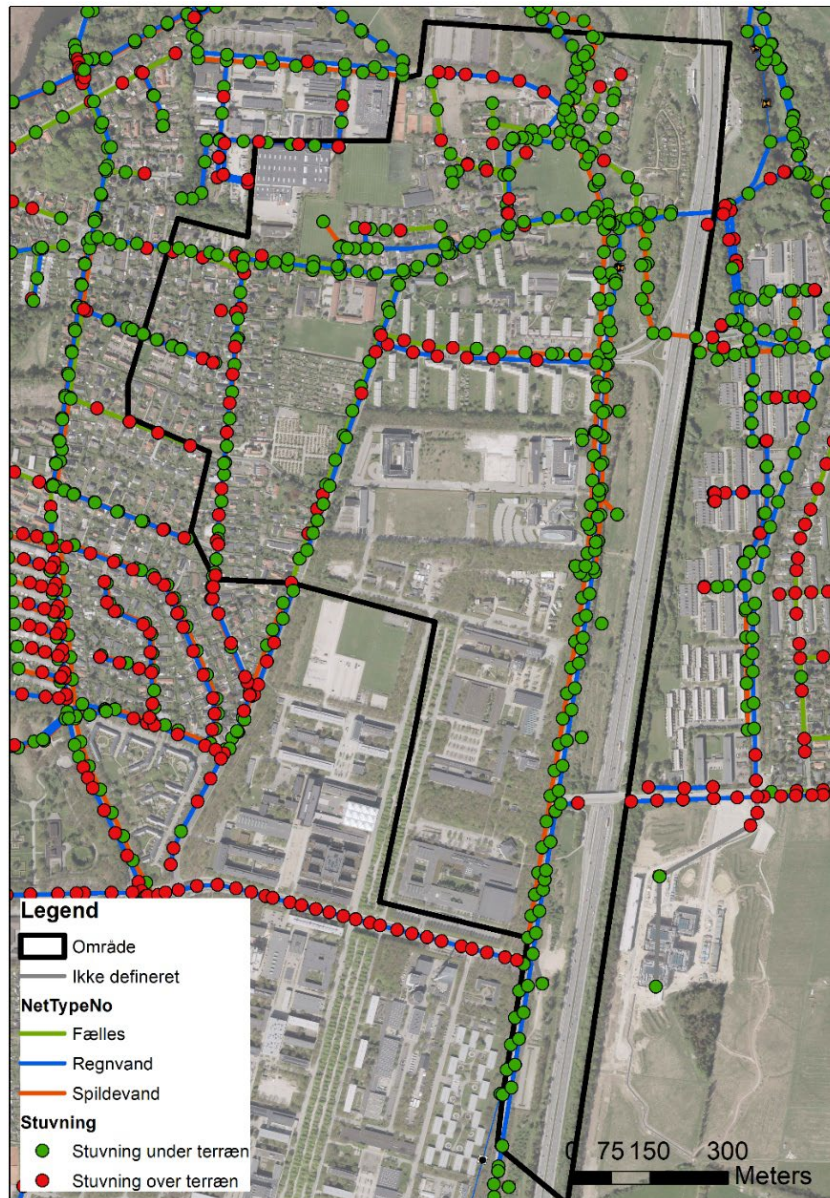 Legend
Område
Ikke defineret
NetTypeNo
Fælles
Regnvand
Spildevand
Stuvning
Stuvning under terræn
Stuvning over terræn
0 75 150 300
Meters